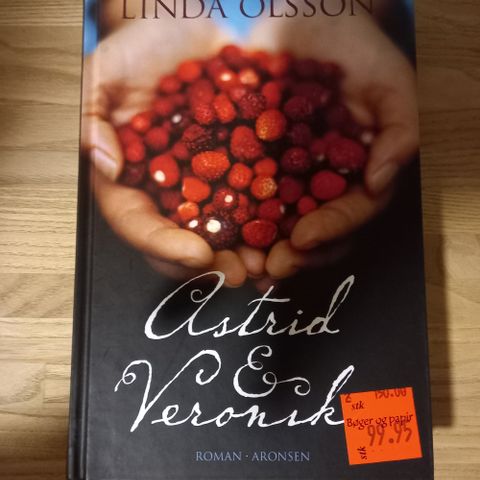 LINDA OLSSON
Astrid
&
Veronik
ROMAN · ARONSEN
2 150.00
stk
Bøger og papir
stk 99.95